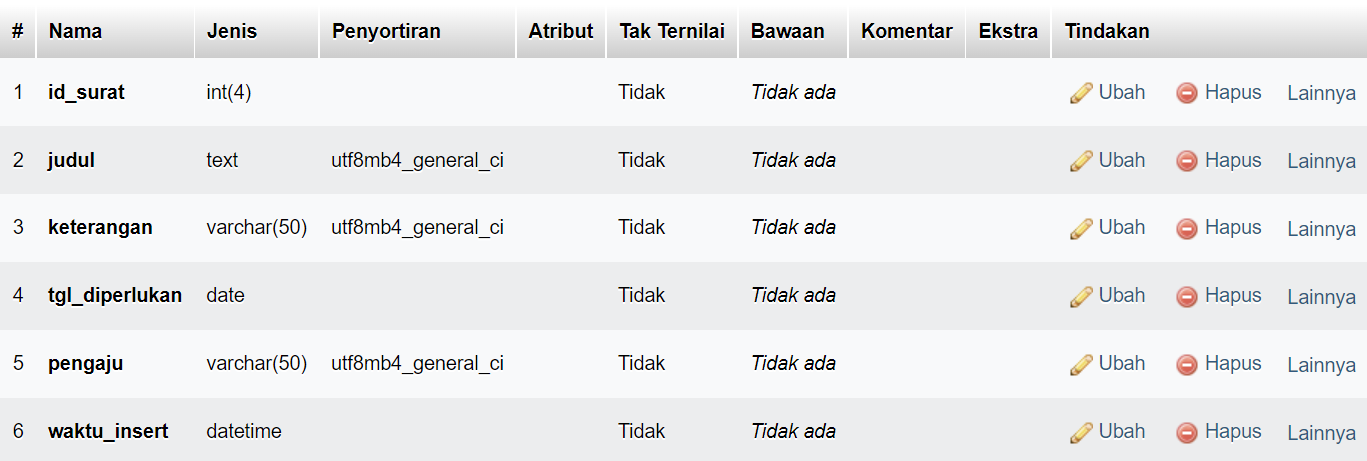 # Nama Jenis Penyortiran Atribut Tak Ternilai Bawaan Komentar Ekstra Tindakan
1 id_surat int(4) Tidak Tidak ada Ubah Hapus Lainnya
2 judul text utf8mb4_general_ci Tidak Tidak ada Ubah Hapus Lainnya
3 keterangan varchar(50) utf8mb4_general_ci Tidak Tidak ada Ubah Hapus Lainnya
4 tgl_diperlukan date Tidak Tidak ada Ubah Hapus Lainnya
5 pengaju varchar(50) utf8mb4_general_ci Tidak Tidak ada Ubah Hapus Lainnya
6 waktu_insert datetime Tidak Tidak ada Ubah Hapus Lainnya